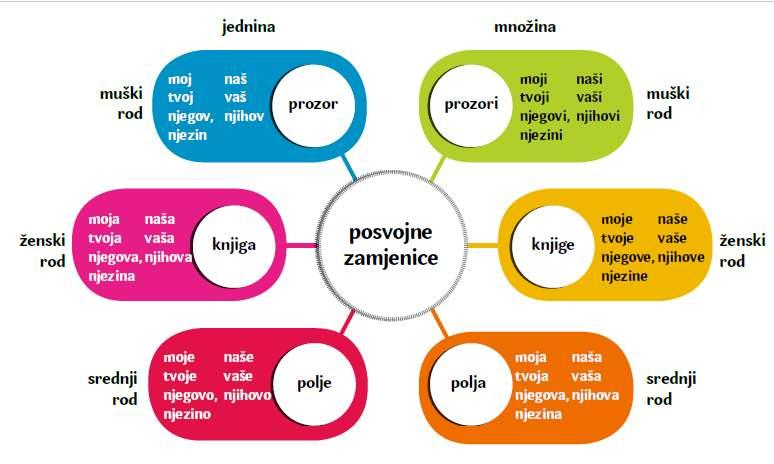 jednina
množina
muški
rod
moj naš
tvoj vaš
njegov, njihov
njezin
prozor
prozori
moji naši
tvoji vaši
njegovi, njihovi
njezini
muški
rod
ženski
rod
moja naša
tvoja vaša
njegova, njihova
njezina
knjiga
posvojne
zamjenice
knjige
moje naše
tvoje vaše
njegove, njihove
njezine
ženski
rod
srednji
rod
moje naše
tvoje vaše
njegovo, njihovo
njezino
polje
polja
moja naša
tvoja vaša
njegova, njihova
njezina
srednji
rod